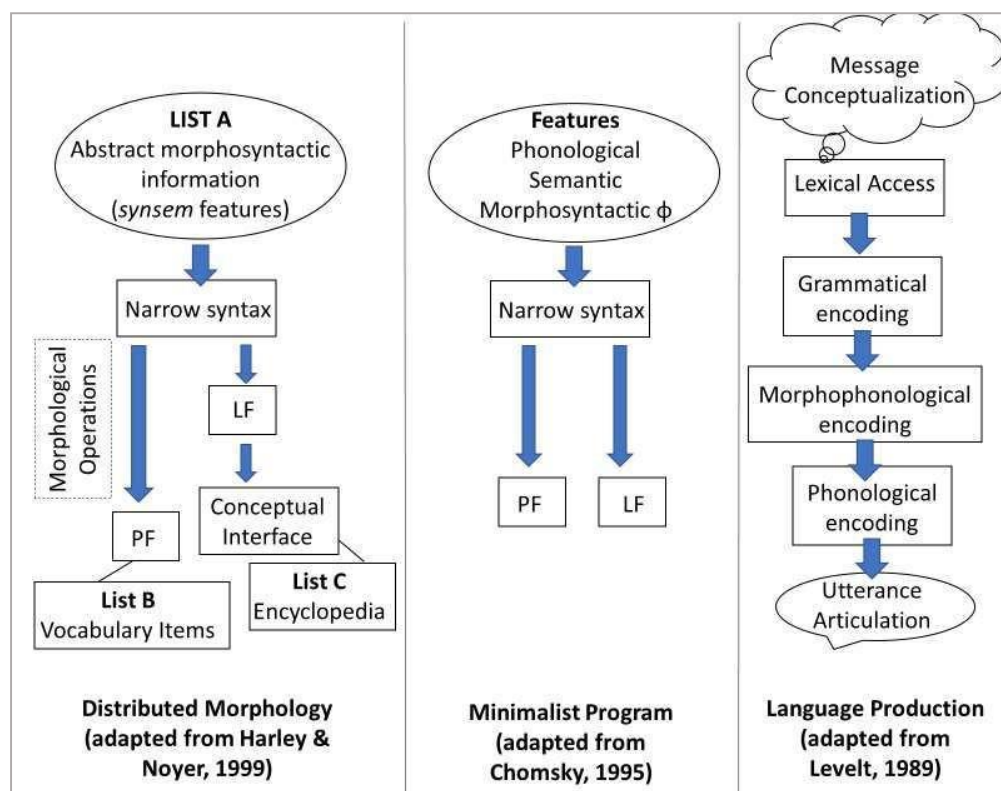 LIST A
Abstract morphosyntactic
information
(synsem features)
Narrow syntax
Morphological
Operations
LF
PF
Conceptual
Interface
List B
Vocabulary Items
List C
Encyclopedia
Distributed Morphology
(adapted from Harley &
Noyer, 1999)
Features
Phonological
Semantic
Morphosyntactic ϕ
Narrow syntax
PF
LF
Minimalist Program
(adapted from
Chomsky, 1995)
Message
Conceptualization
Lexical Access
Grammatical
encoding
Morphophonological
encoding
Phonological
encoding
Utterance
Articulation
Language Production
(adapted from
Levelt, 1989)